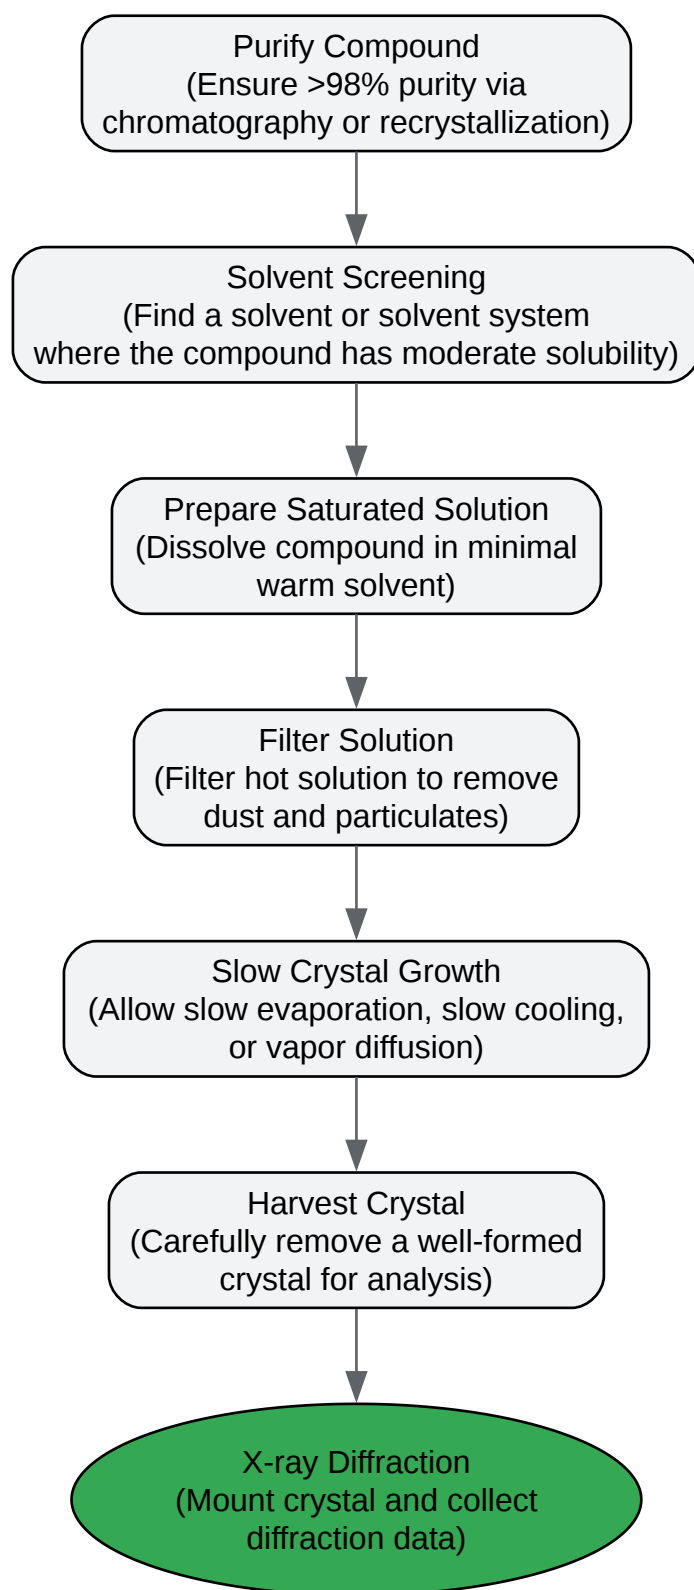 Purify Compound
(Ensure >98% purity via
chromatography or recrystallization)
Solvent Screening
(Find a solvent or solvent system
where the compound has moderate solubility)
Prepare Saturated Solution
(Dissolve compound in minimal
warm solvent)
Filter Solution
(Filter hot solution to remove
dust and particulates)
Slow Crystal Growth
(Allow slow evaporation, slow cooling,
or vapor diffusion)
Harvest Crystal
(Carefully remove a well-formed
crystal for analysis)
X-ray Diffraction
(Mount crystal and collect
diffraction data)